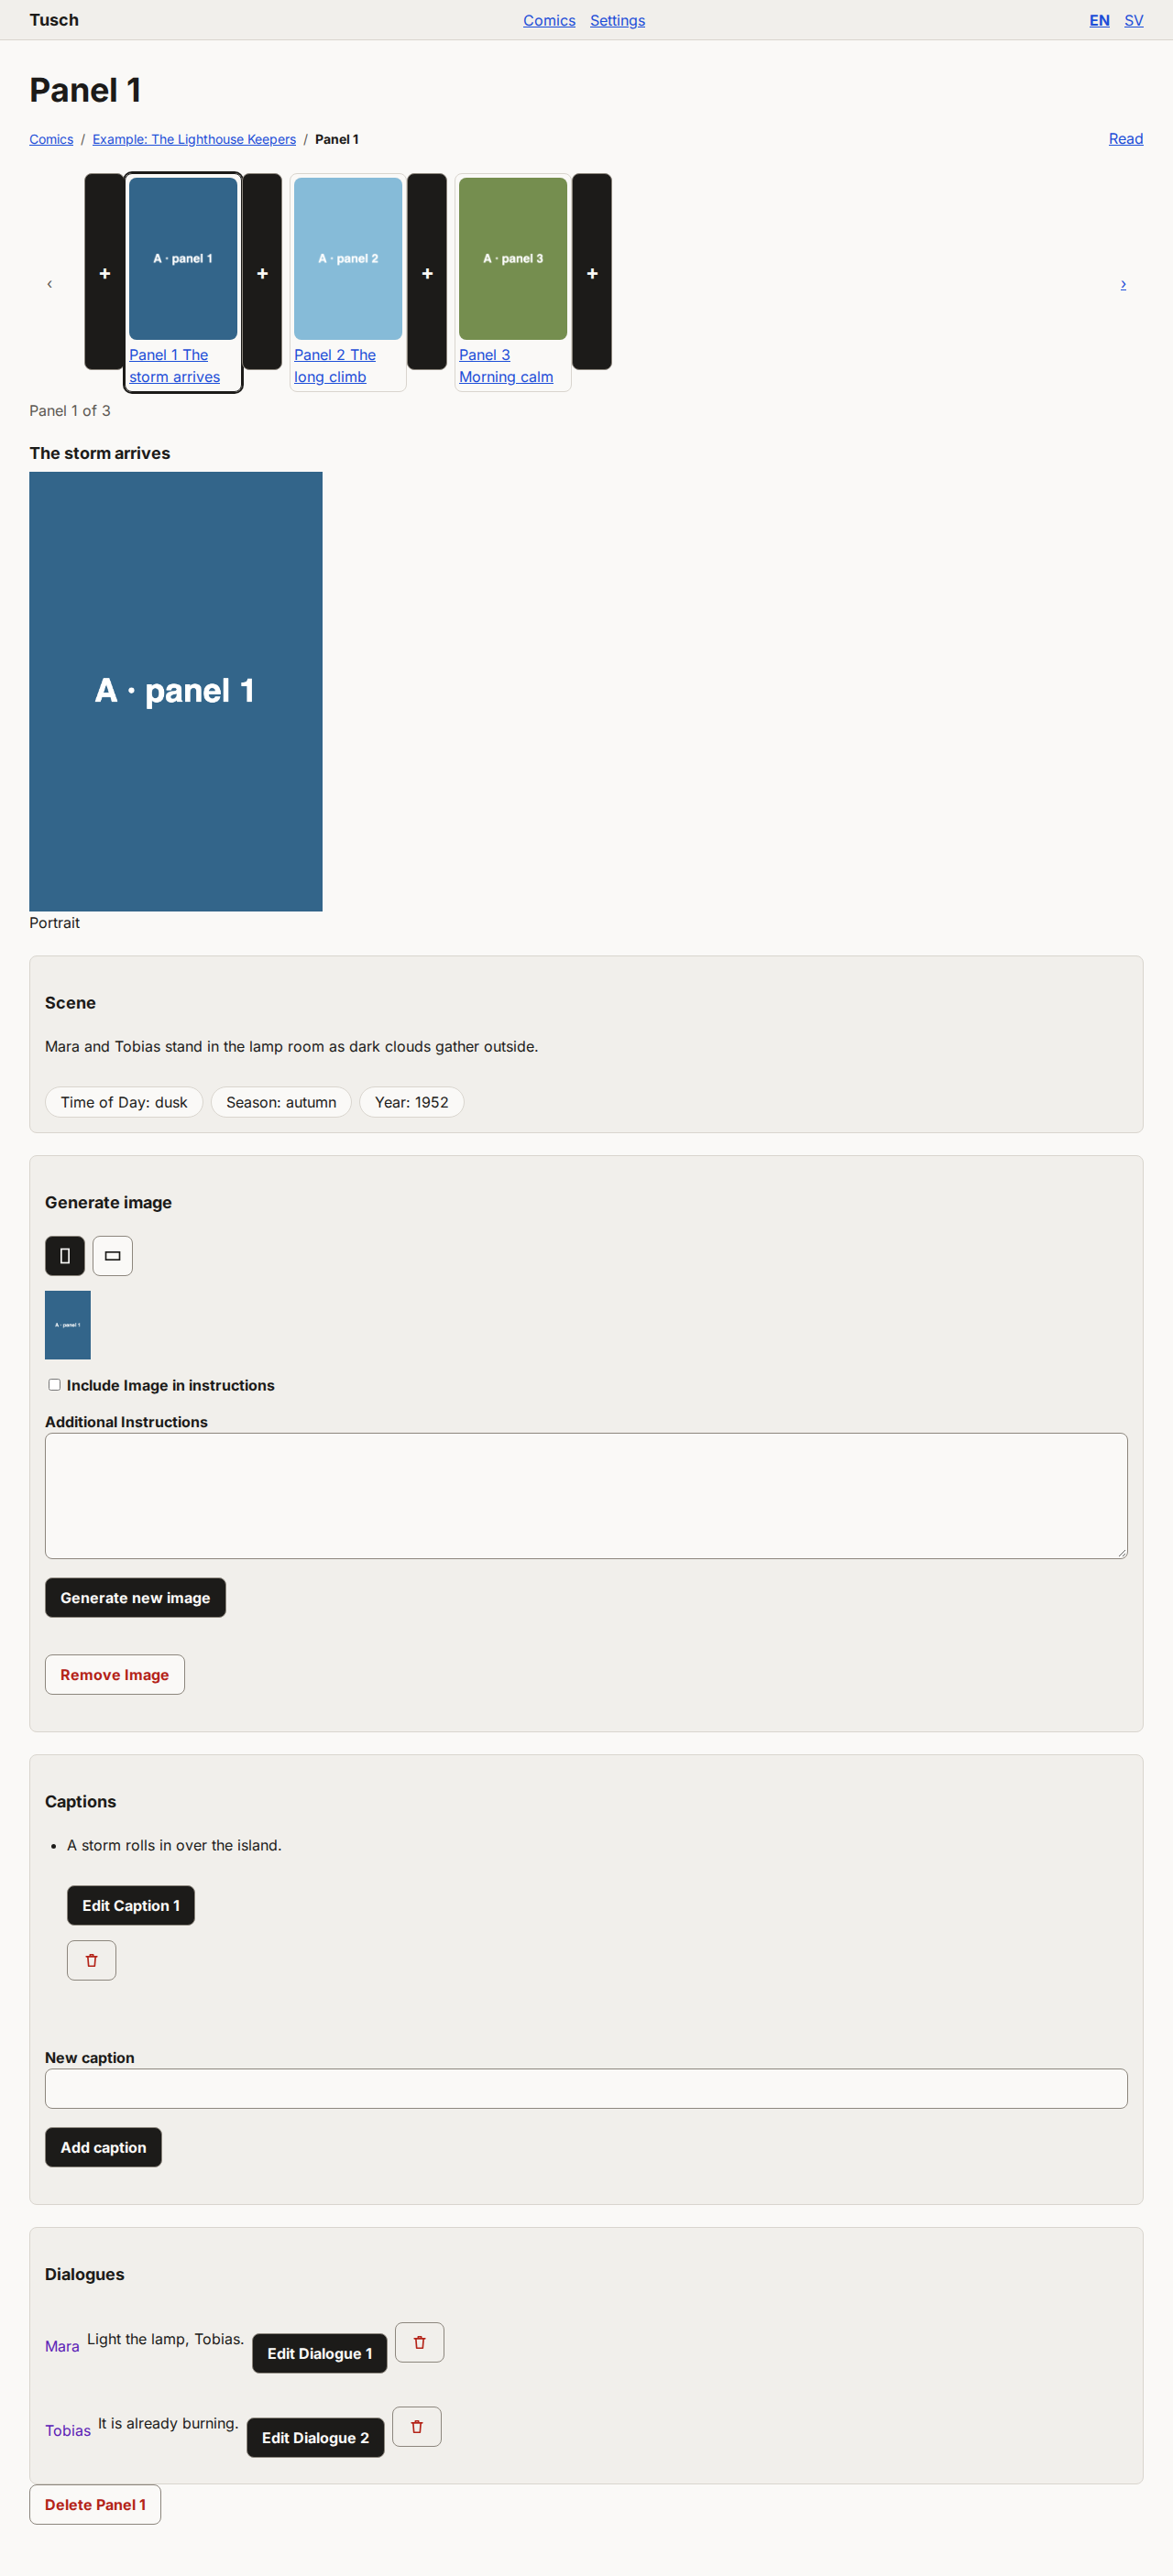 Tusch
Comics Settings
EN SV
Panel 1
Comics / Example: The Lighthouse Keepers / Panel 1
Read
‹
+
A · panel 1
Panel 1 The
storm arrives
+
A · panel 2
Panel 2 The
long climb
+
A · panel 3
Panel 3
Morning calm
+
›
Panel 1 of 3
The storm arrives
A · panel 1
Portrait
Scene
Mara and Tobias stand in the lamp room as dark clouds gather outside.
Time of Day: dusk
Season: autumn
Year: 1952
Generate image
A · panel 1
Include Image in instructions
Additional Instructions
Generate new image
Remove Image
Captions
• A storm rolls in over the island.
Edit Caption 1
New caption
Add caption
Dialogues
Mara Light the lamp, Tobias. Edit Dialogue 1
Tobias It is already burning. Edit Dialogue 2
Delete Panel 1